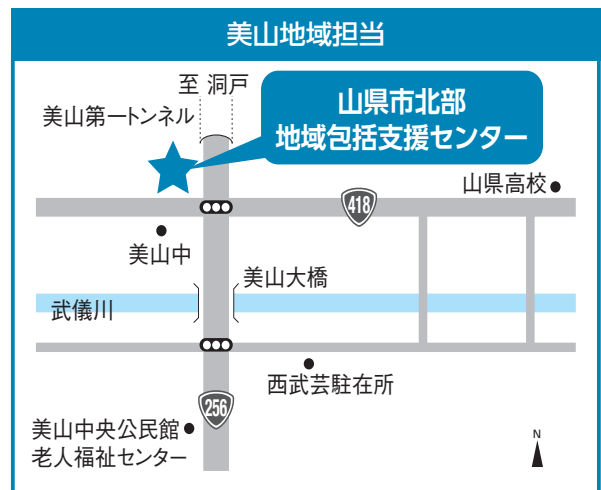 美山地域担当
至 洞戸
美山第一トンネル
山県市北部
地域包括支援センター
山県高校
418
美山中
美山大橋
武儀川
西武芸駐在所
256
美山中央公民館
老人福祉センター
N